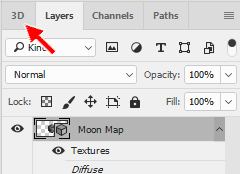 3D Layers Channels Paths
Kind
Normal Opacity: 100%
Lock: Fill: 100%
Moon Map
Textures
Diffuse